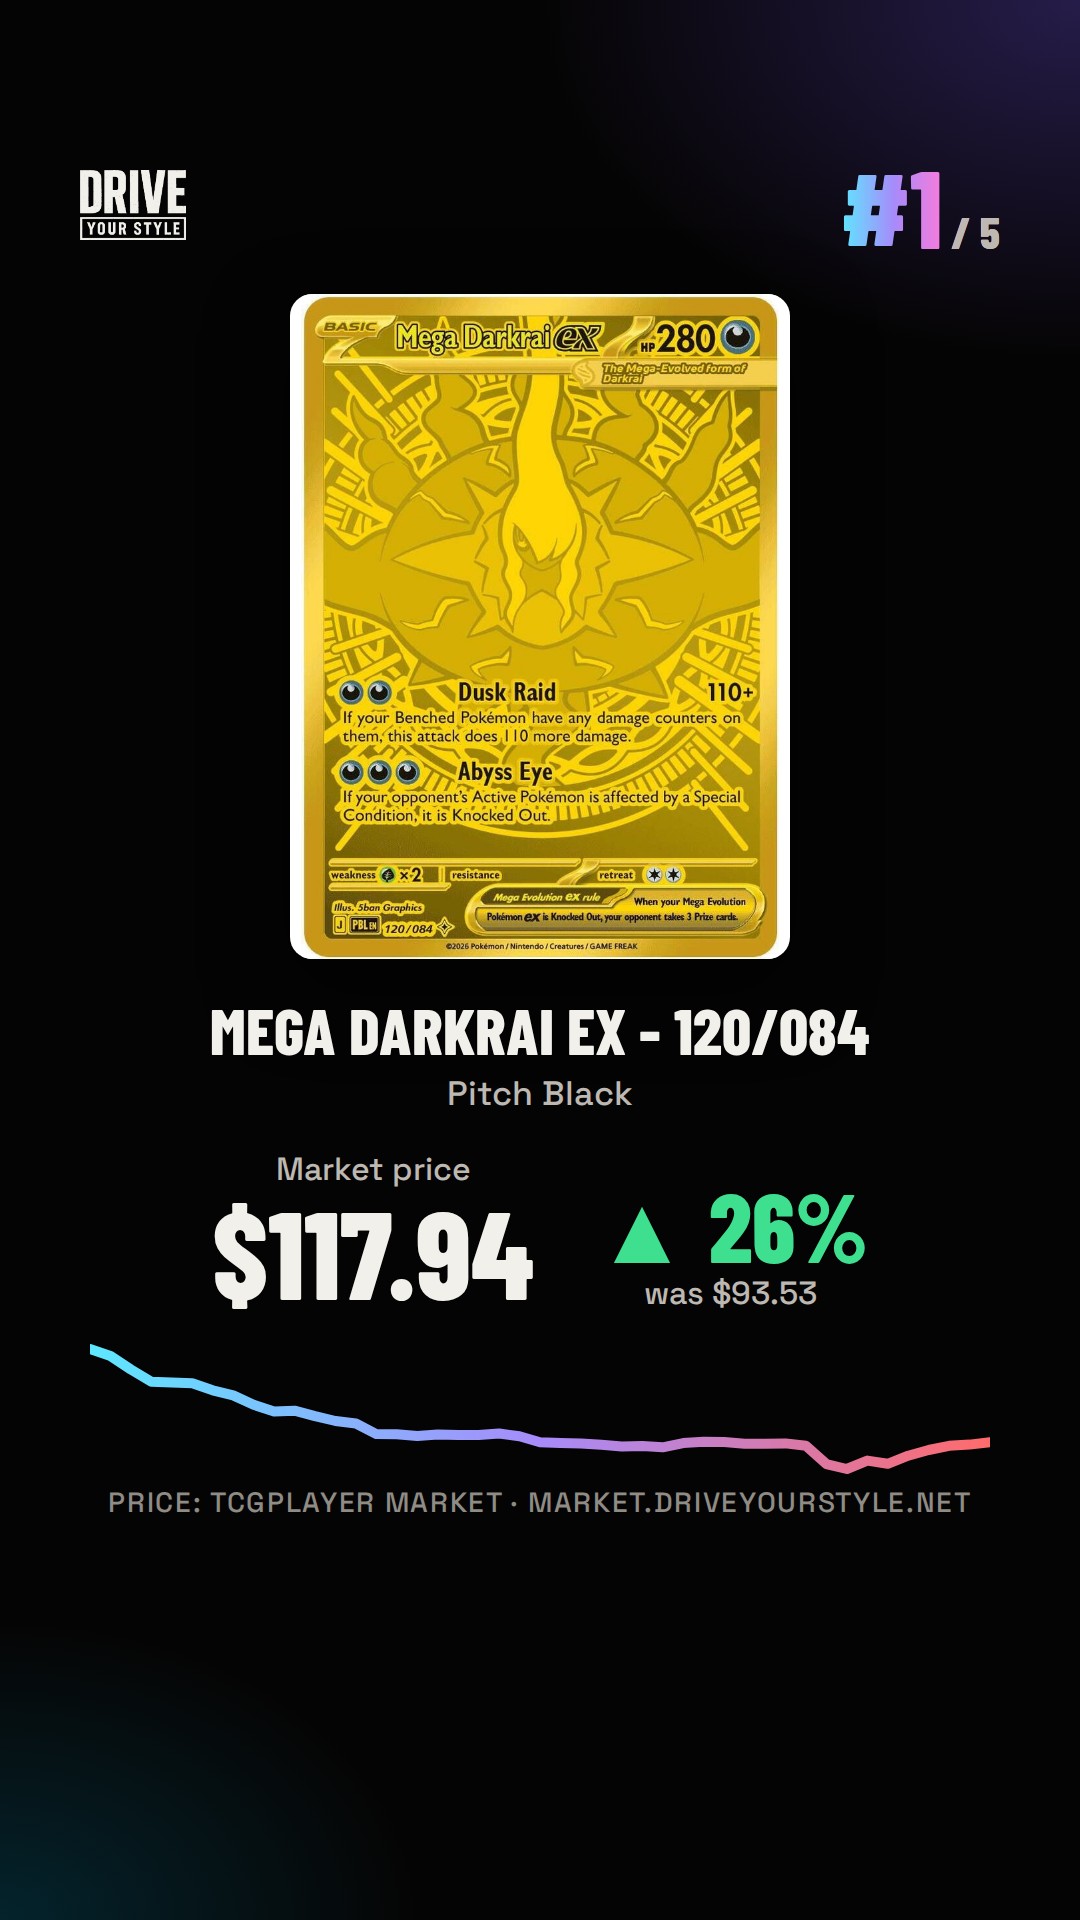 DRIVE
YOUR STYLE
#1 / 5
BASIC
Mega Darkrai ex
HP 280
The Mega-Evolved form of
Darkrai
Dusk Raid 110+
If your Benched Pokémon have any damage counters on
them, this attack does 110 more damage.
Abyss Eye
If your opponent's Active Pokémon is affected by a Special
Condition, it is Knocked Out.
weakness ×2 resistance retreat
Mega Evolution ex rule
When your Mega Evolution
Pokémon ex is Knocked Out, your opponent takes 3 Prize cards.
Illus. 5ban Graphics
J PBL EN 120/084
©2026 Pokémon / Nintendo / Creatures / GAME FREAK
MEGA DARKRAI EX - 120/084
Pitch Black
Market price
$117.94
▲ 26%
was $93.53
PRICE: TCGPLAYER MARKET · MARKET.DRIVEYOURSTYLE.NET